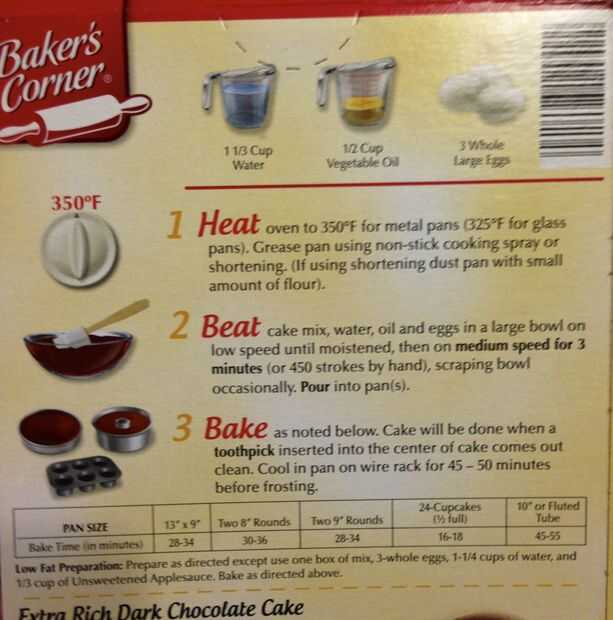 Baker's
Corner®
1 1/3 Cup
Water
1/2 Cup
Vegetable Oil
3 Whole
Large Eggs
350ºF
1 Heat oven to 350ºF for metal pans (325ºF for glass
pans). Grease pan using non-stick cooking spray or
shortening. (If using shortening dust pan with small
amount of flour).
2 Beat cake mix, water, oil and eggs in a large bowl on
low speed until moistened, then on medium speed for 3
minutes (or 450 strokes by hand), scraping bowl
occasionally. Pour into pan(s).
3 Bake as noted below. Cake will be done when a
toothpick inserted into the center of cake comes out
clean. Cool in pan on wire rack for 45 – 50 minutes
before frosting.
PAN SIZE 13" x 9" Two 8" Rounds Two 9" Rounds 24-Cupcakes (½ full) 10" or Fluted Tube
Bake Time (in minutes) 28-34 30-36 28-34 16-18 45-55
Low Fat Preparation: Prepare as directed except use one box of mix, 3-whole eggs, 1-1/4 cups of water, and
1/3 cup of Unsweetened Applesauce. Bake as directed above.
Extra Rich Dark Chocolate Cake